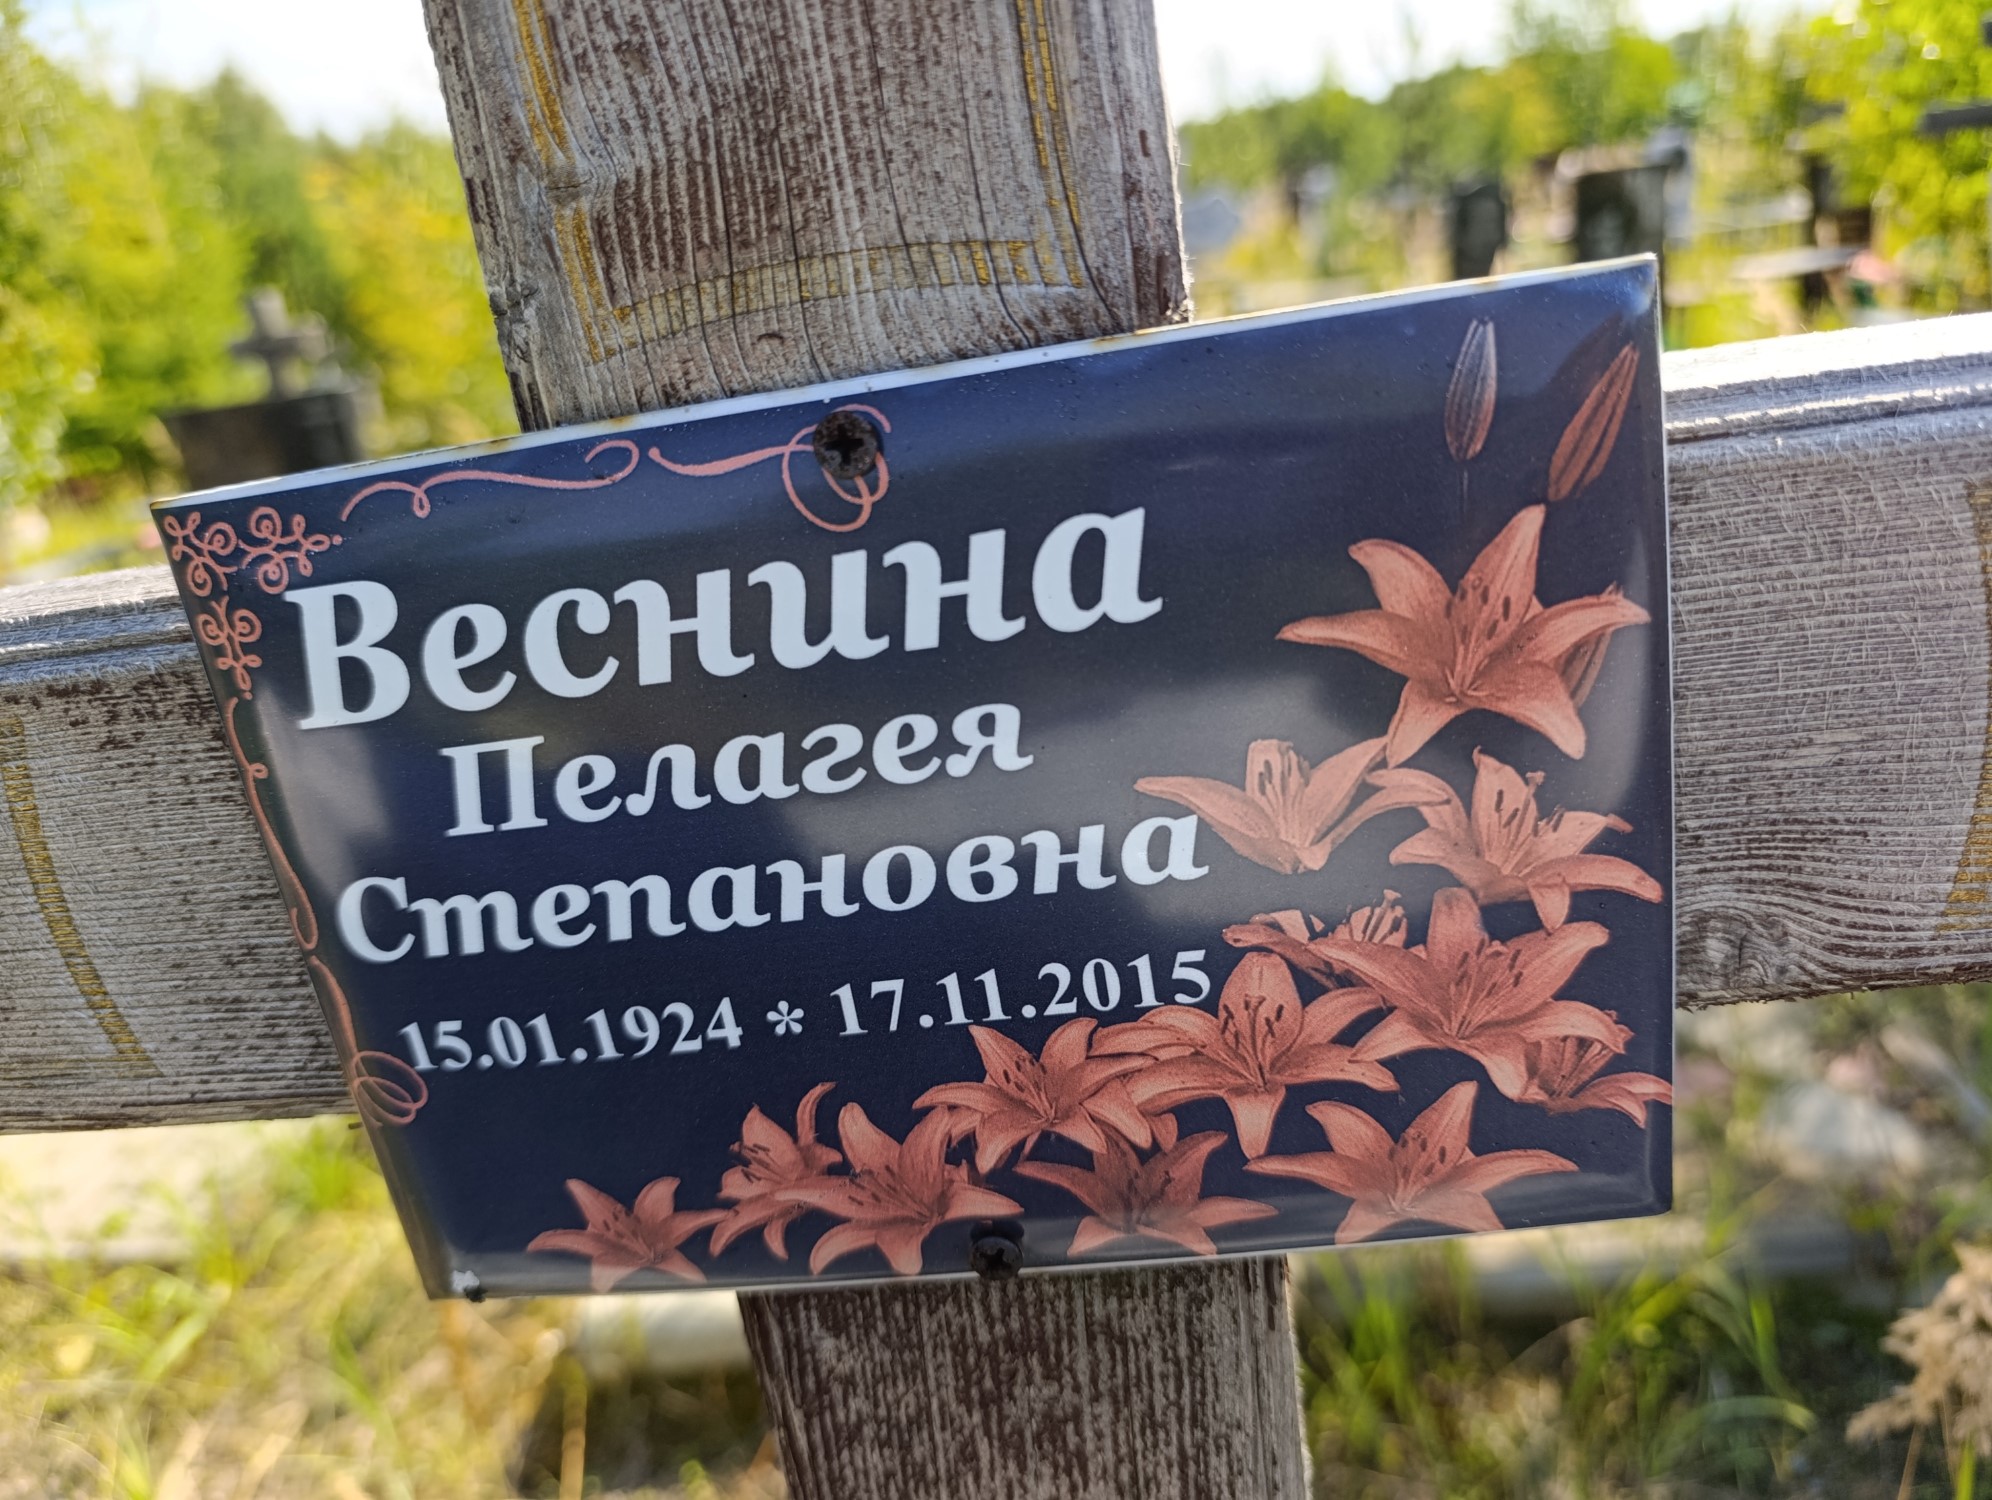 Веснина
Пелагея
Степановна
15.01.1924 * 17.11.2015